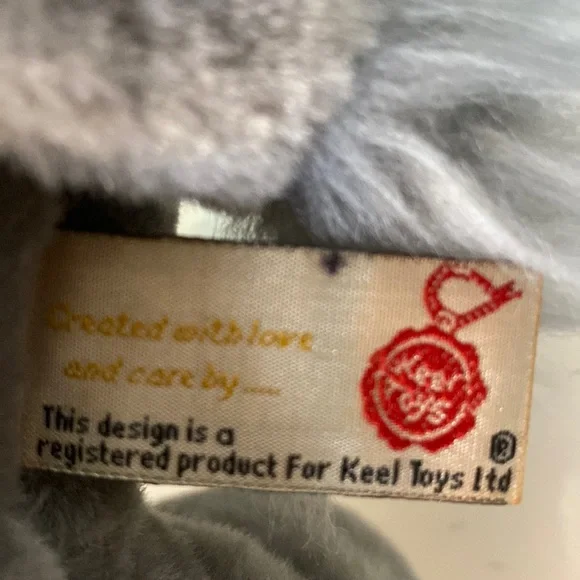 Created with love
and care by.....
Keel
Toys
This design is a
registered product For Keel Toys ltd
®